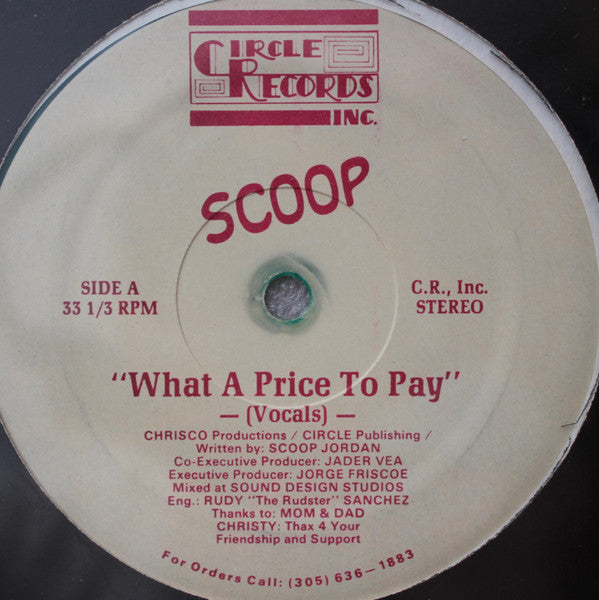 CIRCLE
RECORDS
INC.
SCOOP
SIDE A
33 1/3 RPM
C.R., Inc.
STEREO
"What A Price To Pay"
— (Vocals) —
CHRISCO Productions / CIRCLE Publishing /
Written by: SCOOP JORDAN
Co-Executive Producer: JADER VEA
Executive Producer: JORGE FRISCOE
Mixed at SOUND DESIGN STUDIOS
Eng.: RUDY "The Rudster" SANCHEZ
Thanks to: MOM & DAD
CHRISTY: Thax 4 Your
Friendship and Support
For Orders Call: (305) 636—1883